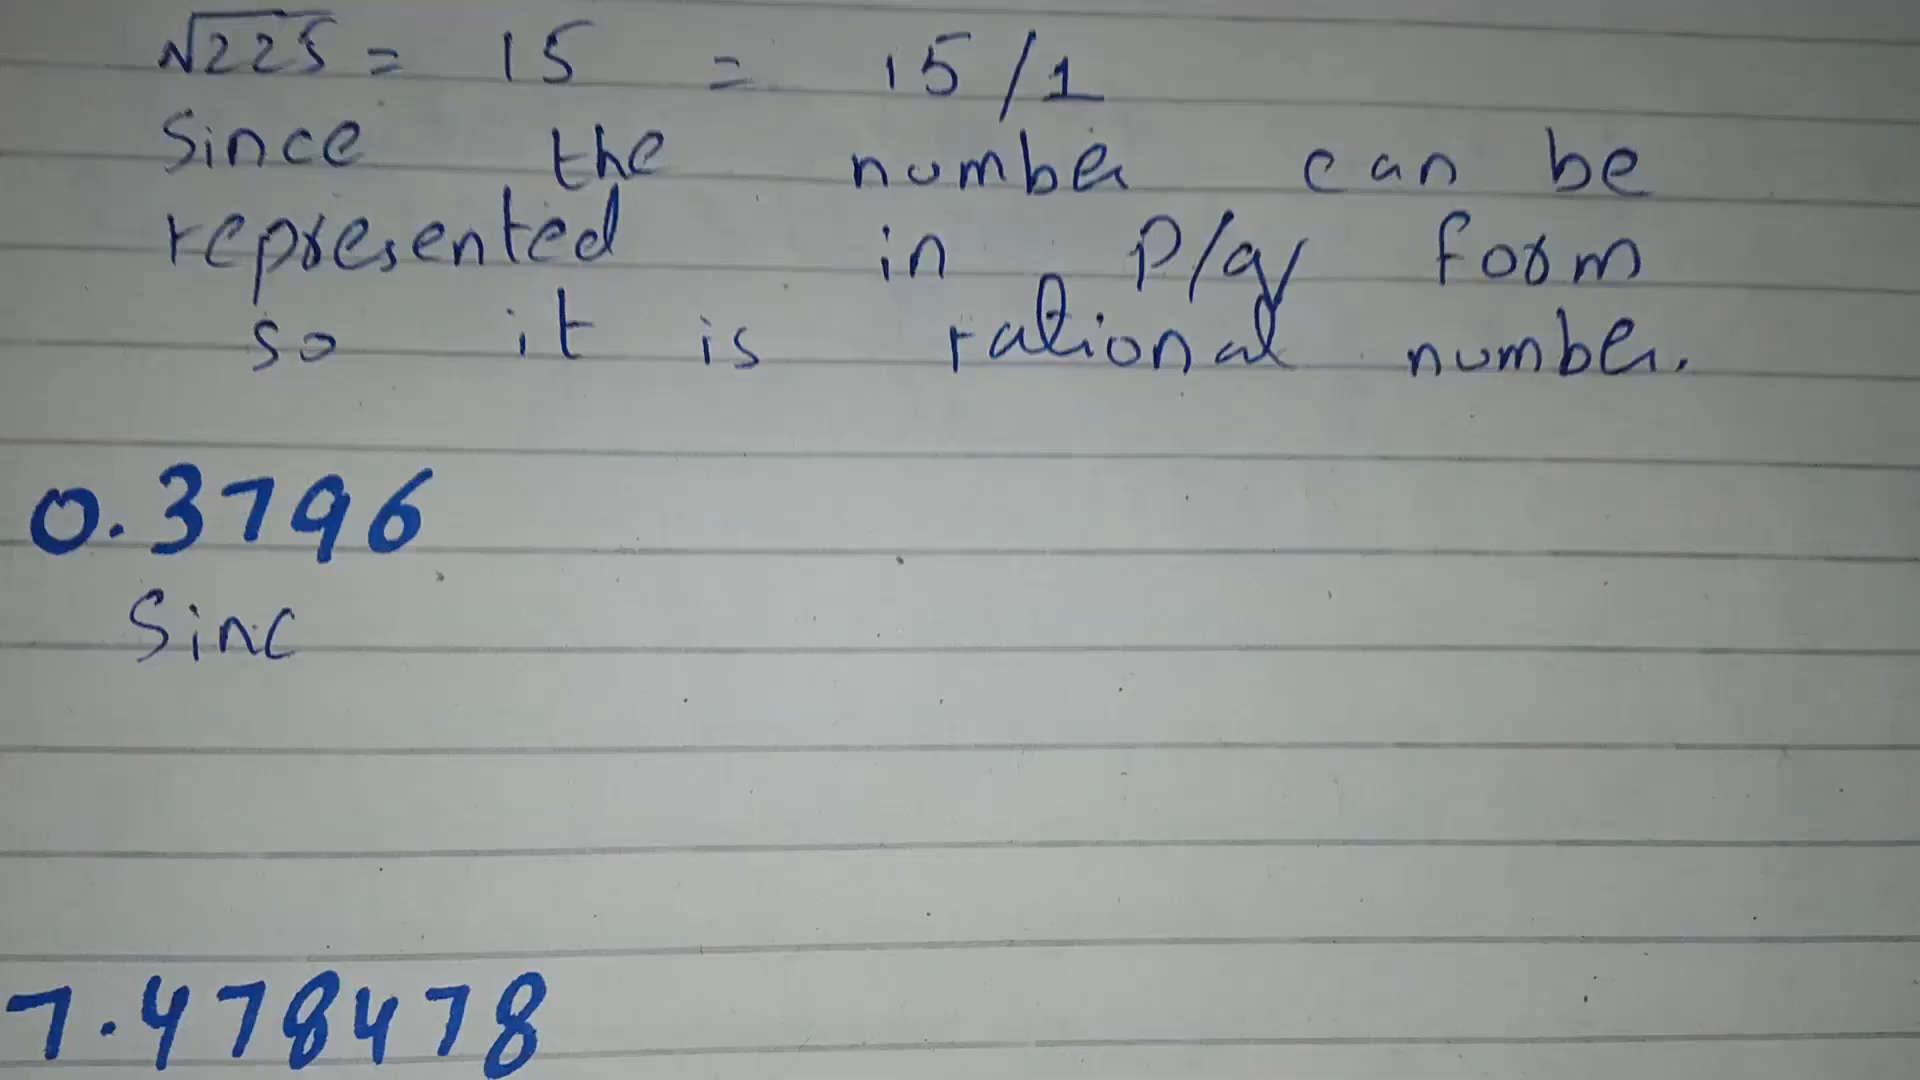 √225 = 15 = 15/1
Since the number can be
represented in P/q form
so it is rational number.
0.3796
Sinc
7.478478